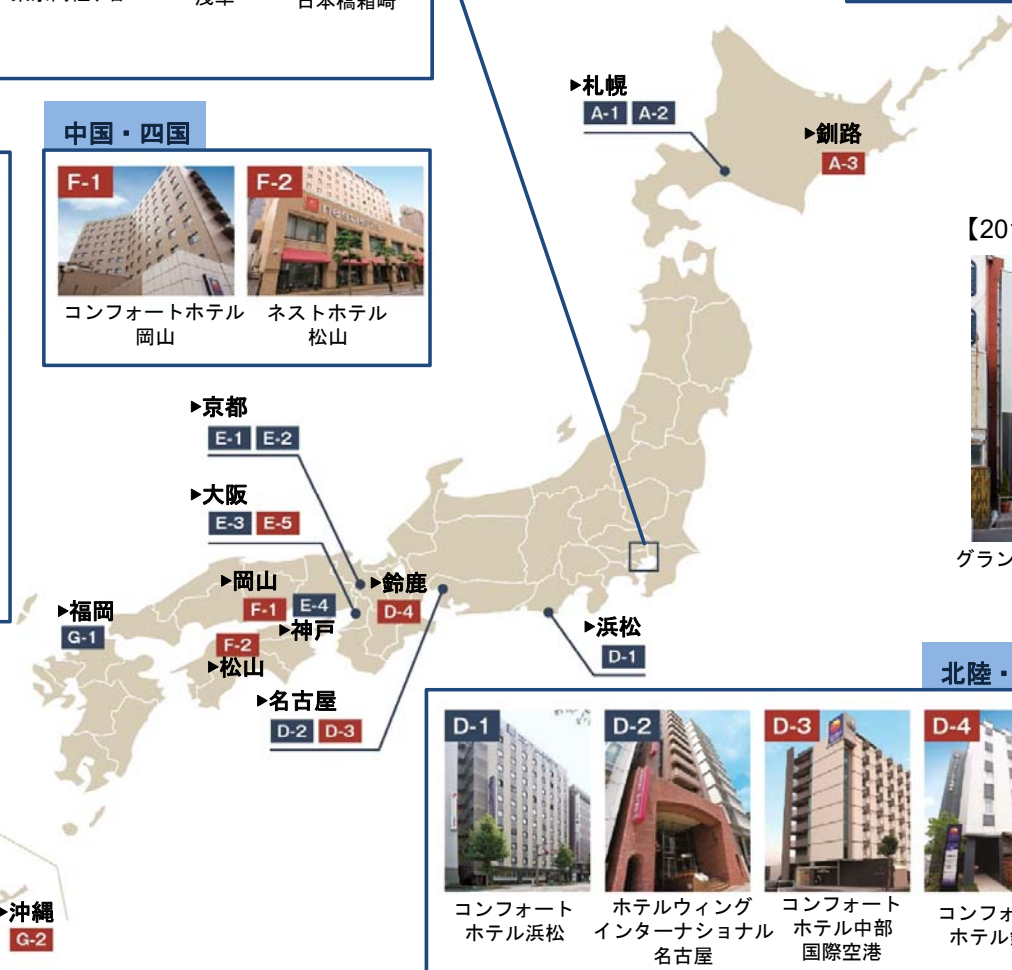 浅草
日本橋箱崎
中国・四国
F-1
F-2
コンフォートホテル
岡山
ネストホテル
松山
▶札幌
A-1 A-2
▶釧路
A-3
【201
グラン
▶京都
E-1 E-2
▶大阪
E-3 E-5
▶岡山
F-1
E-4
▶神戸
▶鈴鹿
D-4
▶福岡
G-1
F-2
▶松山
▶名古屋
D-2 D-3
▶浜松
D-1
▶沖縄
G-2
北陸・
D-1
D-2
D-3
D-4
コンフォート
ホテル浜松
ホテルウィング
インターナショナル
名古屋
コンフォート
ホテル中部
国際空港
コンフォ
ホテル